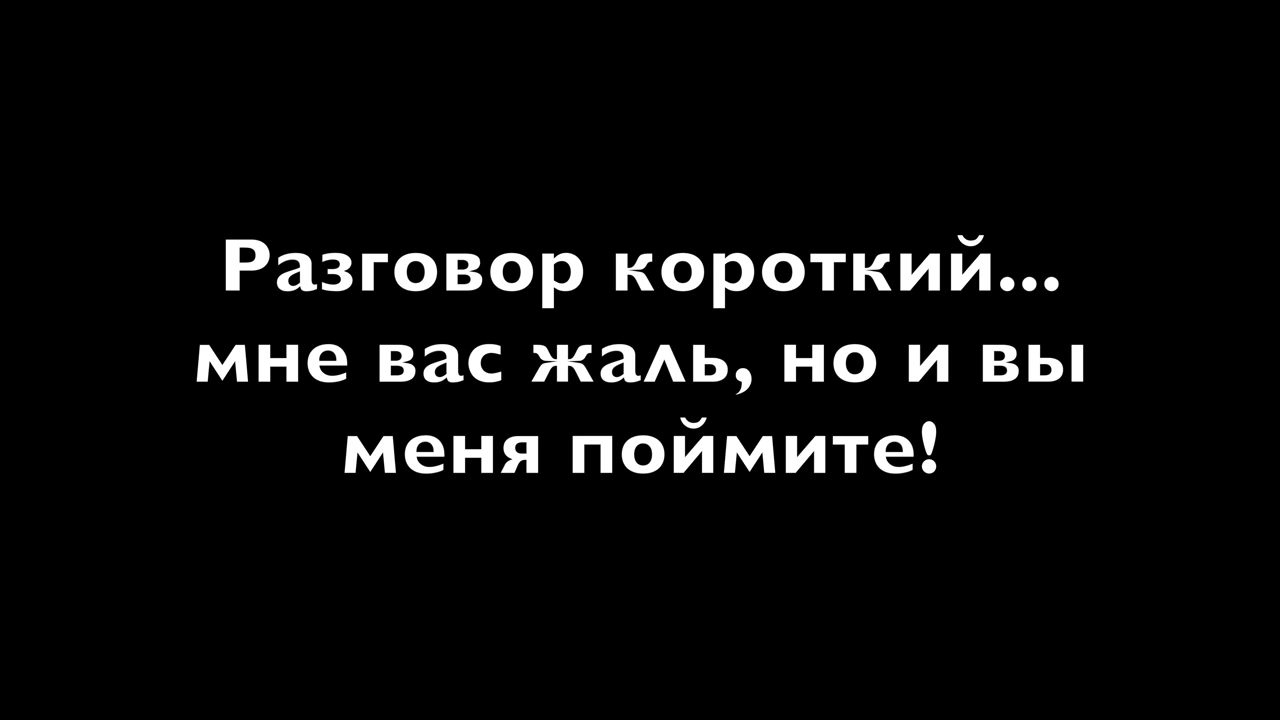 Разговор короткий...
мне вас жаль, но и вы
меня поймите!